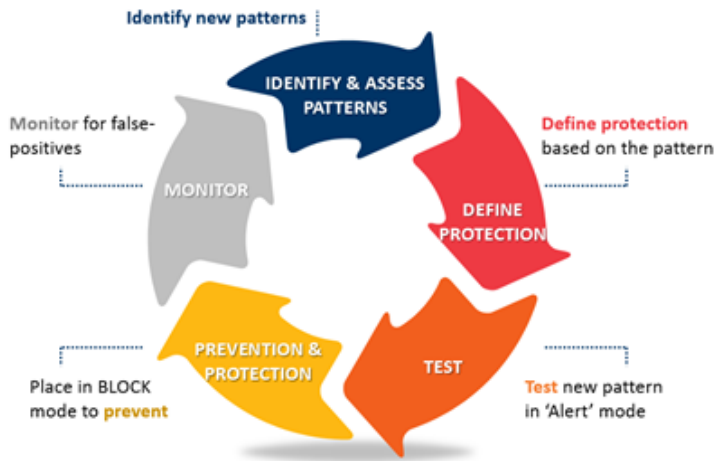 Identify new patterns
IDENTIFY & ASSESS
PATTERNS
Define protection
based on the pattern
DEFINE
PROTECTION
TEST
Test new pattern
in ‘Alert’ mode
PREVENTION &
PROTECTION
Place in BLOCK
mode to prevent
MONITOR
Monitor for false-
positives